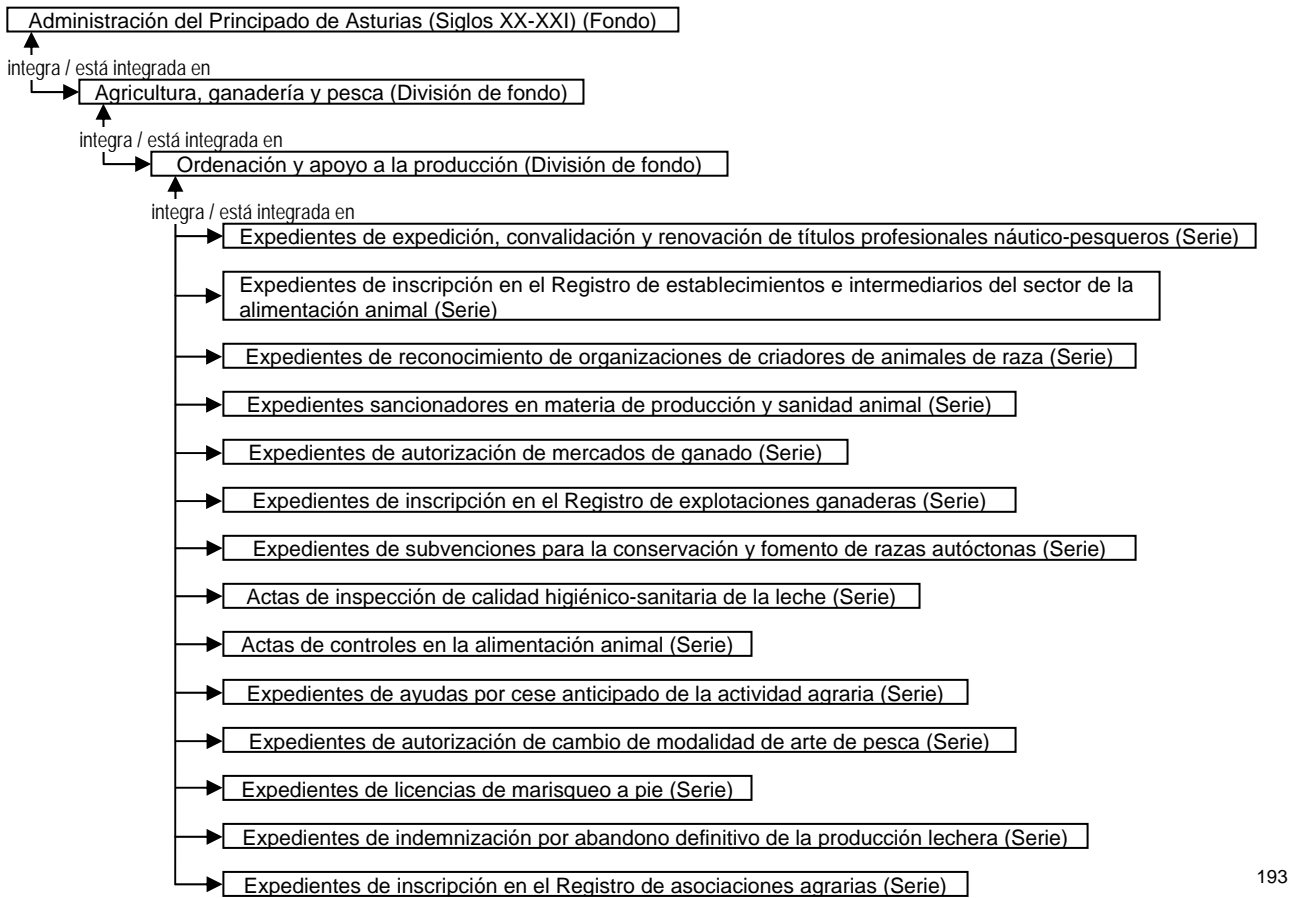 Administración del Principado de Asturias (Siglos XX-XXI) (Fondo)
integra / está integrada en
Agricultura, ganadería y pesca (División de fondo)
integra / está integrada en
Ordenación y apoyo a la producción (División de fondo)
integra / está integrada en
Expedientes de expedición, convalidación y renovación de títulos profesionales náutico-pesqueros (Serie)
Expedientes de inscripción en el Registro de establecimientos e intermediarios del sector de la
alimentación animal (Serie)
Expedientes de reconocimiento de organizaciones de criadores de animales de raza (Serie)
Expedientes sancionadores en materia de producción y sanidad animal (Serie)
Expedientes de autorización de mercados de ganado (Serie)
Expedientes de inscripción en el Registro de explotaciones ganaderas (Serie)
Expedientes de subvenciones para la conservación y fomento de razas autóctonas (Serie)
Actas de inspección de calidad higiénico-sanitaria de la leche (Serie)
Actas de controles en la alimentación animal (Serie)
Expedientes de ayudas por cese anticipado de la actividad agraria (Serie)
Expedientes de autorización de cambio de modalidad de arte de pesca (Serie)
Expedientes de licencias de marisqueo a pie (Serie)
Expedientes de indemnización por abandono definitivo de la producción lechera (Serie)
Expedientes de inscripción en el Registro de asociaciones agrarias (Serie)
193